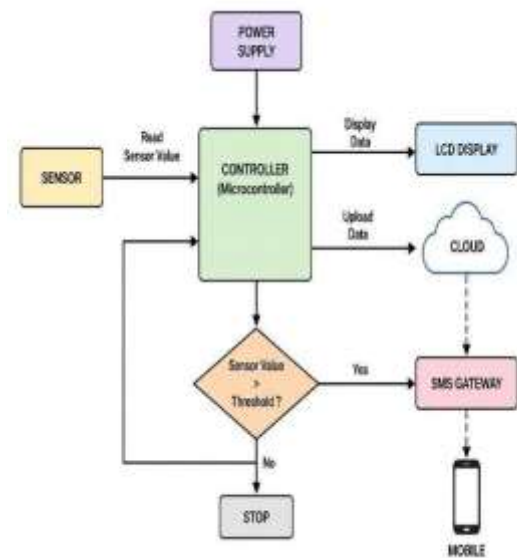 POWER
SUPPLY
Read
Sensor Value
SENSOR
CONTROLLER
(Microcontroller)
Display
Data
LCD DISPLAY
Upload
Data
CLOUD
Sensor Value
>
Threshold ?
Yes
SMS GATEWAY
No
STOP
MOBILE